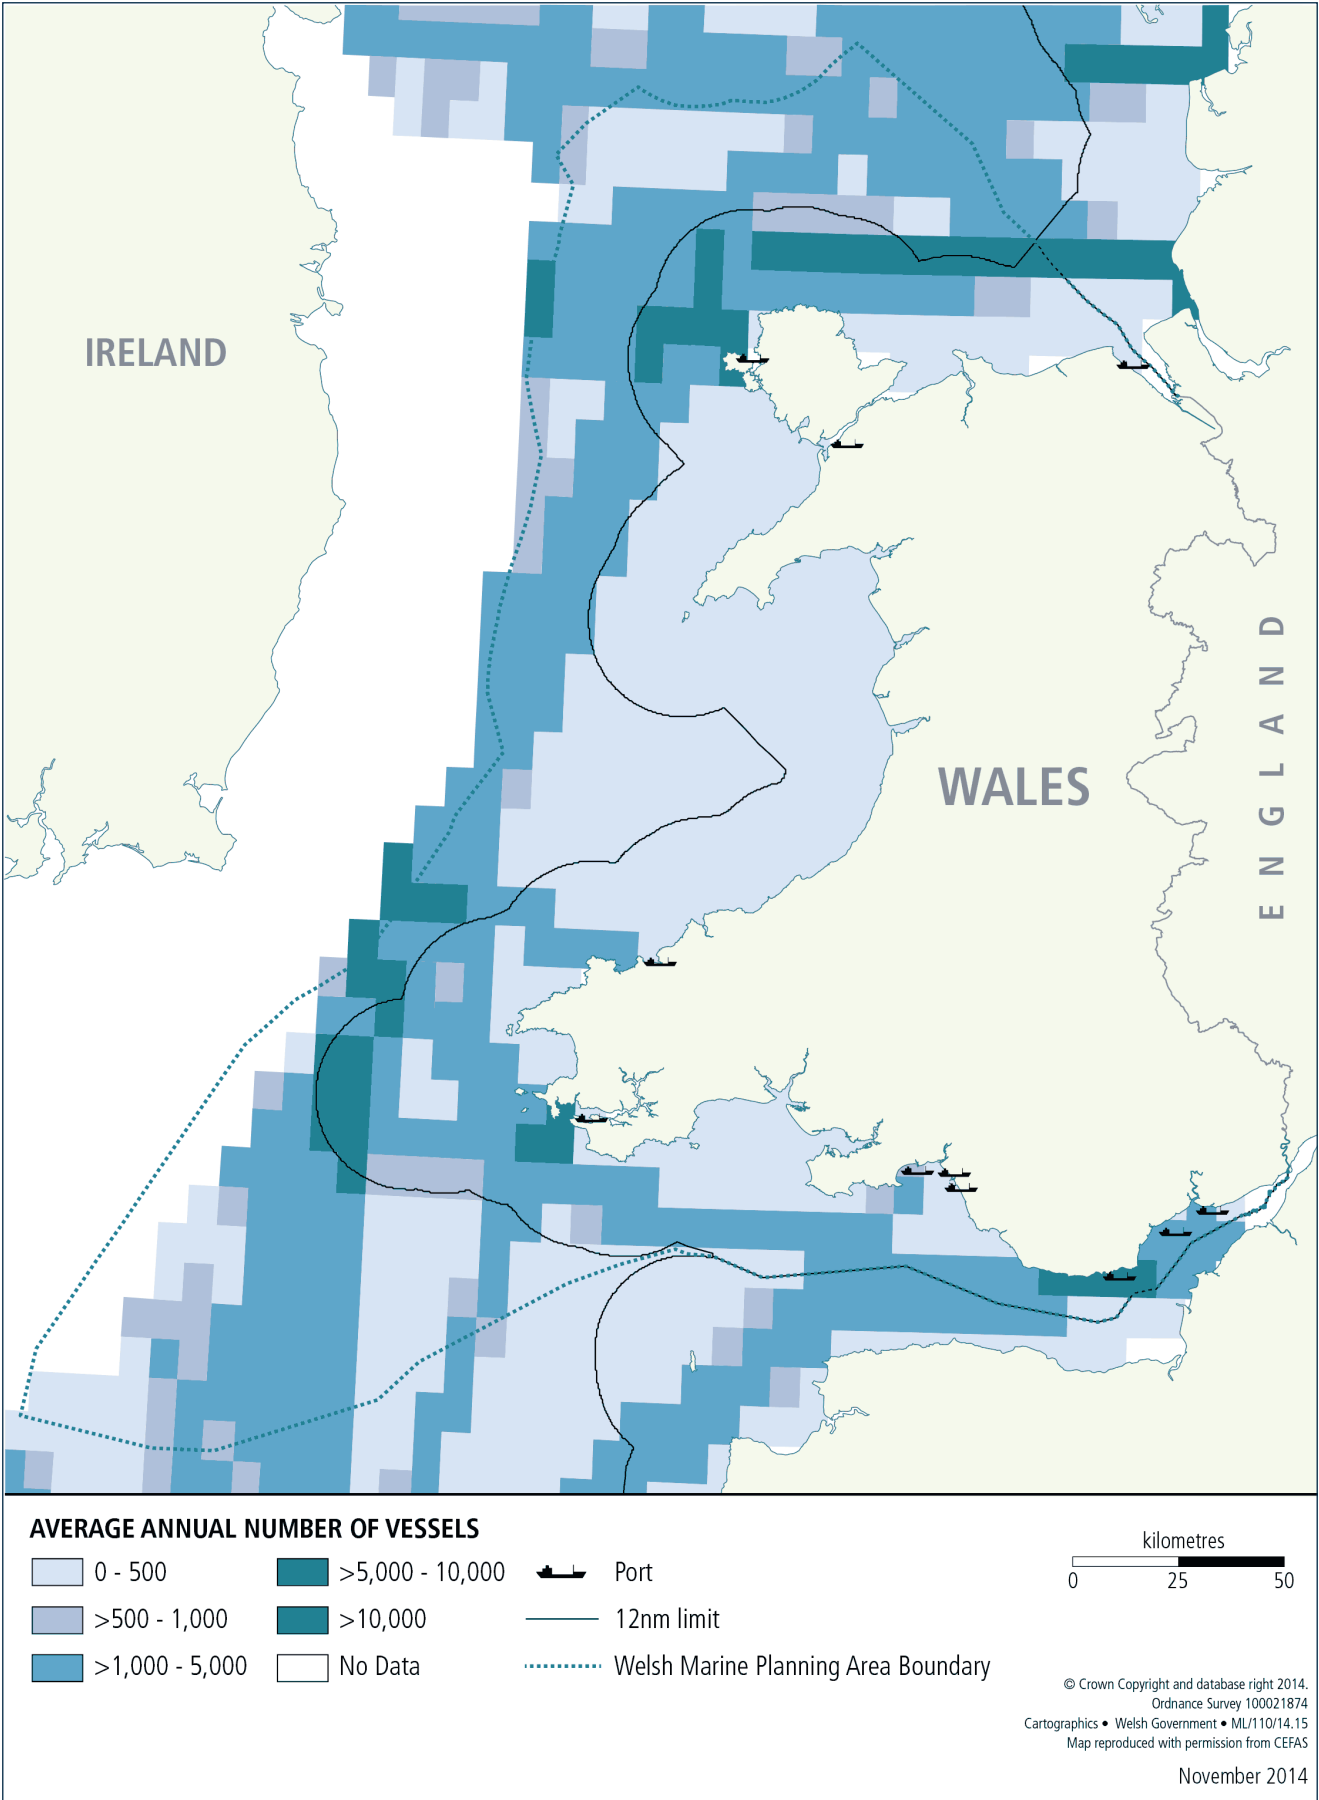 IRELAND
WALES
ENGLAND
AVERAGE ANNUAL NUMBER OF VESSELS
0 - 500
>500 - 1,000
>1,000 - 5,000
>5,000 - 10,000
>10,000
No Data
Port
12nm limit
Welsh Marine Planning Area Boundary
kilometres
0 25 50
© Crown Copyright and database right 2014.
Ordnance Survey 100021874
Cartographics • Welsh Government • ML/110/14.15
Map reproduced with permission from CEFAS
November 2014